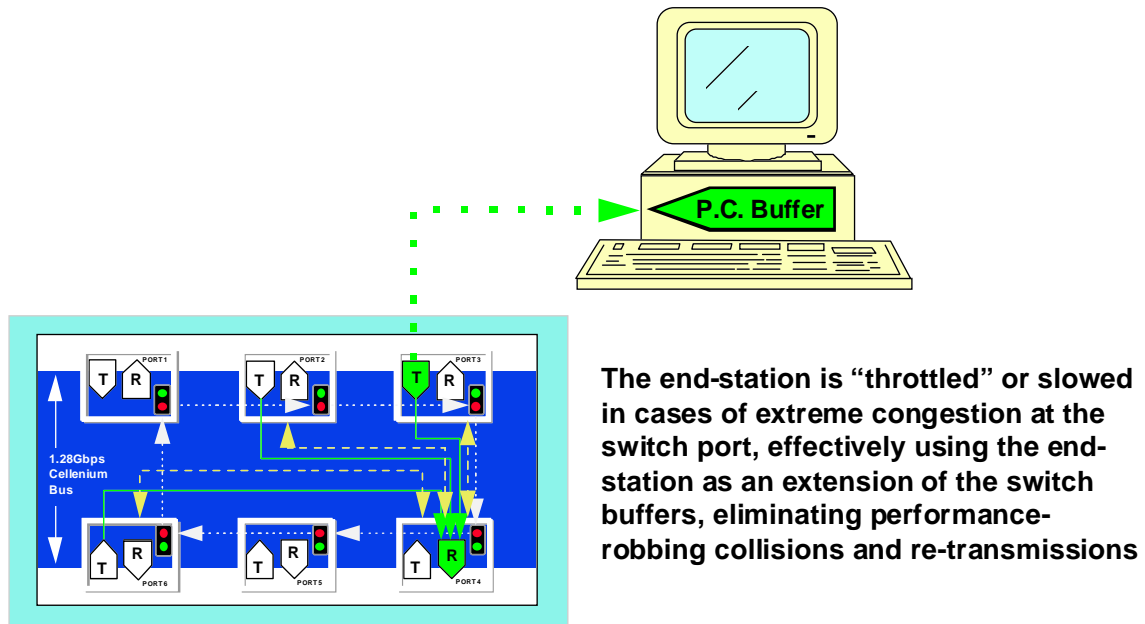 P.C. Buffer
PORT1
T
R
PORT2
T
R
PORT3
T
R
1.28Gbps
Cellenium
Bus
T
R
PORT6
T
R
PORT5
T
R
PORT4
The end-station is “throttled” or slowed
in cases of extreme congestion at the
switch port, effectively using the end-
station as an extension of the switch
buffers, eliminating performance-
robbing collisions and re-transmissions